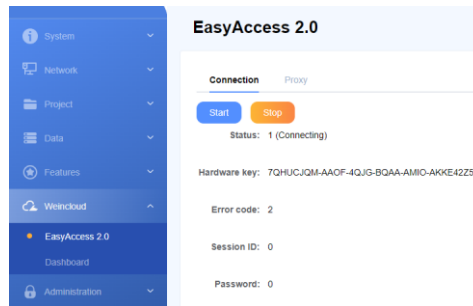 System
Network
Project
Data
Features
Weincloud
EasyAccess 2.0
Dashboard
Administration
EasyAccess 2.0
Connection Proxy
Start Stop
Status: 1 (Connecting)
Hardware key: 7QHUCJQM-AAOF-4QJG-BQAA-AMIO-AKKE42Z5
Error code: 2
Session ID: 0
Password: 0